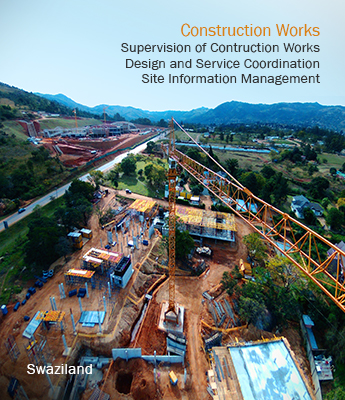 Construction Works
Supervision of Contruction Works
Design and Service Coordination
Site Information Management
Swaziland